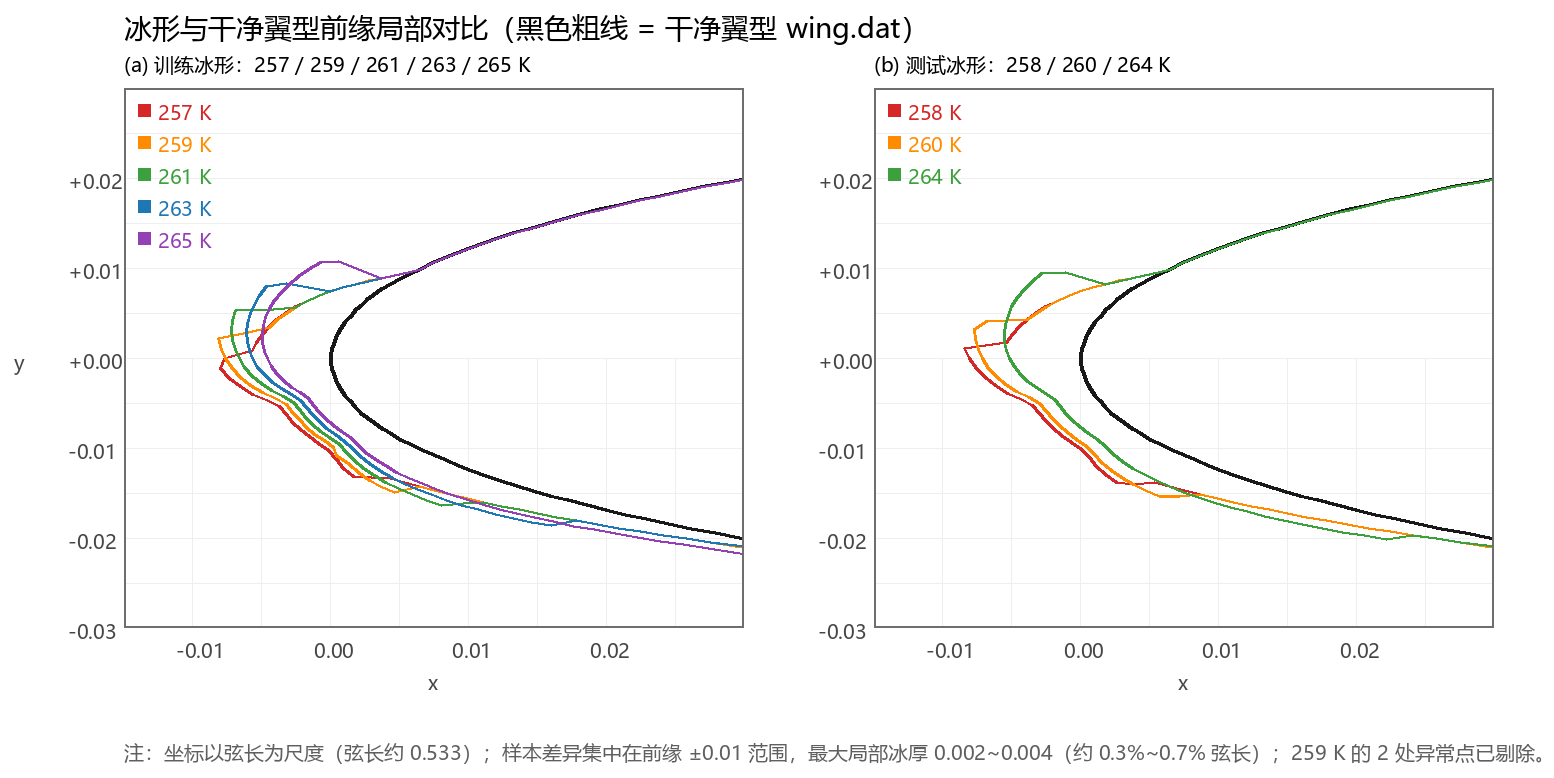 冰形与干净翼型前缘局部对比（黑色粗线 = 干净翼型 wing.dat）
(a) 训练冰形：257 / 259 / 261 / 263 / 265 K
257 K
259 K
261 K
263 K
265 K
+0.02
+0.01
+0.00
-0.01
-0.02
-0.03
y
-0.01 0.00 0.01 0.02
x
(b) 测试冰形：258 / 260 / 264 K
258 K
260 K
264 K
+0.02
+0.01
+0.00
-0.01
-0.02
-0.03
-0.01 0.00 0.01 0.02
x
注：坐标以弦长为尺度（弦长约 0.533）；样本差异集中在前缘 ±0.01 范围，最大局部冰厚 0.002~0.004（约 0.3%~0.7% 弦长）；259 K 的 2 处异常点已剔除。